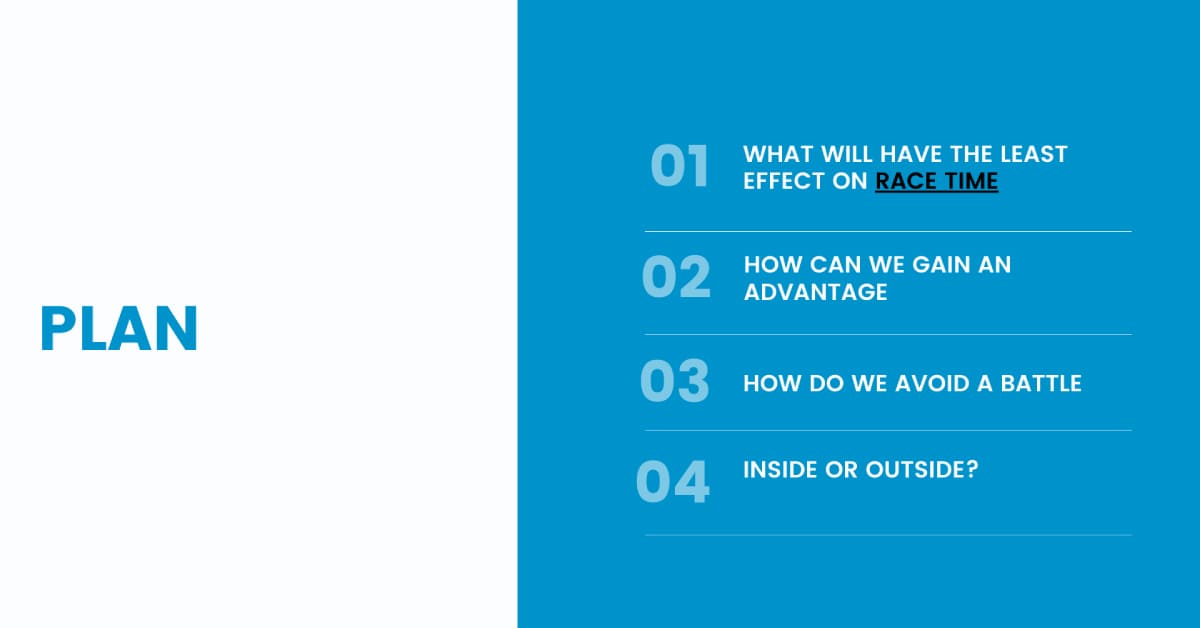 PLAN
01
WHAT WILL HAVE THE LEAST
EFFECT ON RACE TIME
02
HOW CAN WE GAIN AN
ADVANTAGE
03
HOW DO WE AVOID A BATTLE
04
INSIDE OR OUTSIDE?